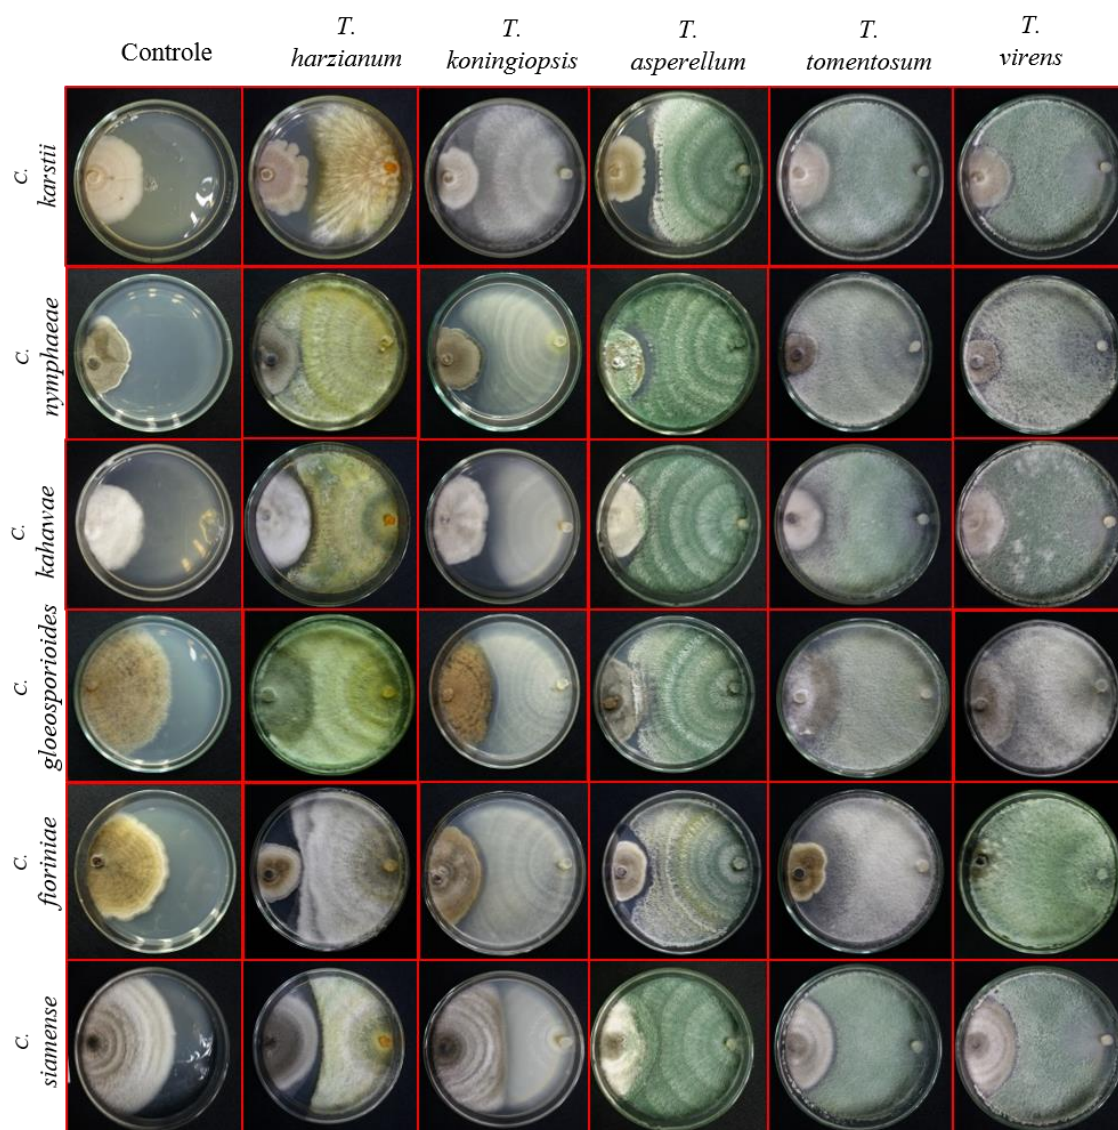 Controle
T.
harzianum
T.
koningiopsis
T.
asperellum
T.
tomentosum
T.
virens
C.
karstii
C.
nymphaeae
C.
kahawae
C.
gloeosporioides
C.
fioriniae
C.
siamense